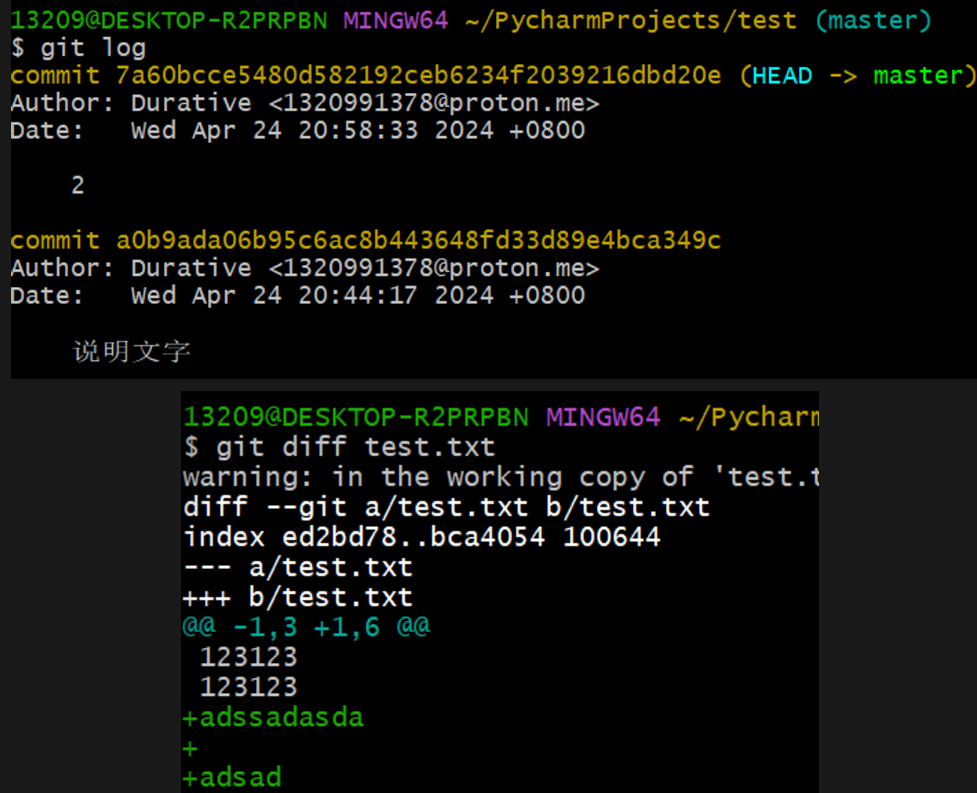 13209@DESKTOP-R2PRPBN MINGW64 ~/PycharmProjects/test (master)
$ git log
commit 7a60bcce5480d582192ceb6234f2039216dbd20e (HEAD -> master)
Author: Durative <1320991378@proton.me>
Date:   Wed Apr 24 20:58:33 2024 +0800
2
commit a0b9ada06b95c6ac8b443648fd33d89e4bca349c
Author: Durative <1320991378@proton.me>
Date:   Wed Apr 24 20:44:17 2024 +0800
说明文字
13209@DESKTOP-R2PRPBN MINGW64 ~/Pycharm
$ git diff test.txt
warning: in the working copy of 'test.t
diff --git a/test.txt b/test.txt
index ed2bd78..bca4054 100644
--- a/test.txt
+++ b/test.txt
@@ -1,3 +1,6 @@
123123
123123
+adssadasda
+
+adsad